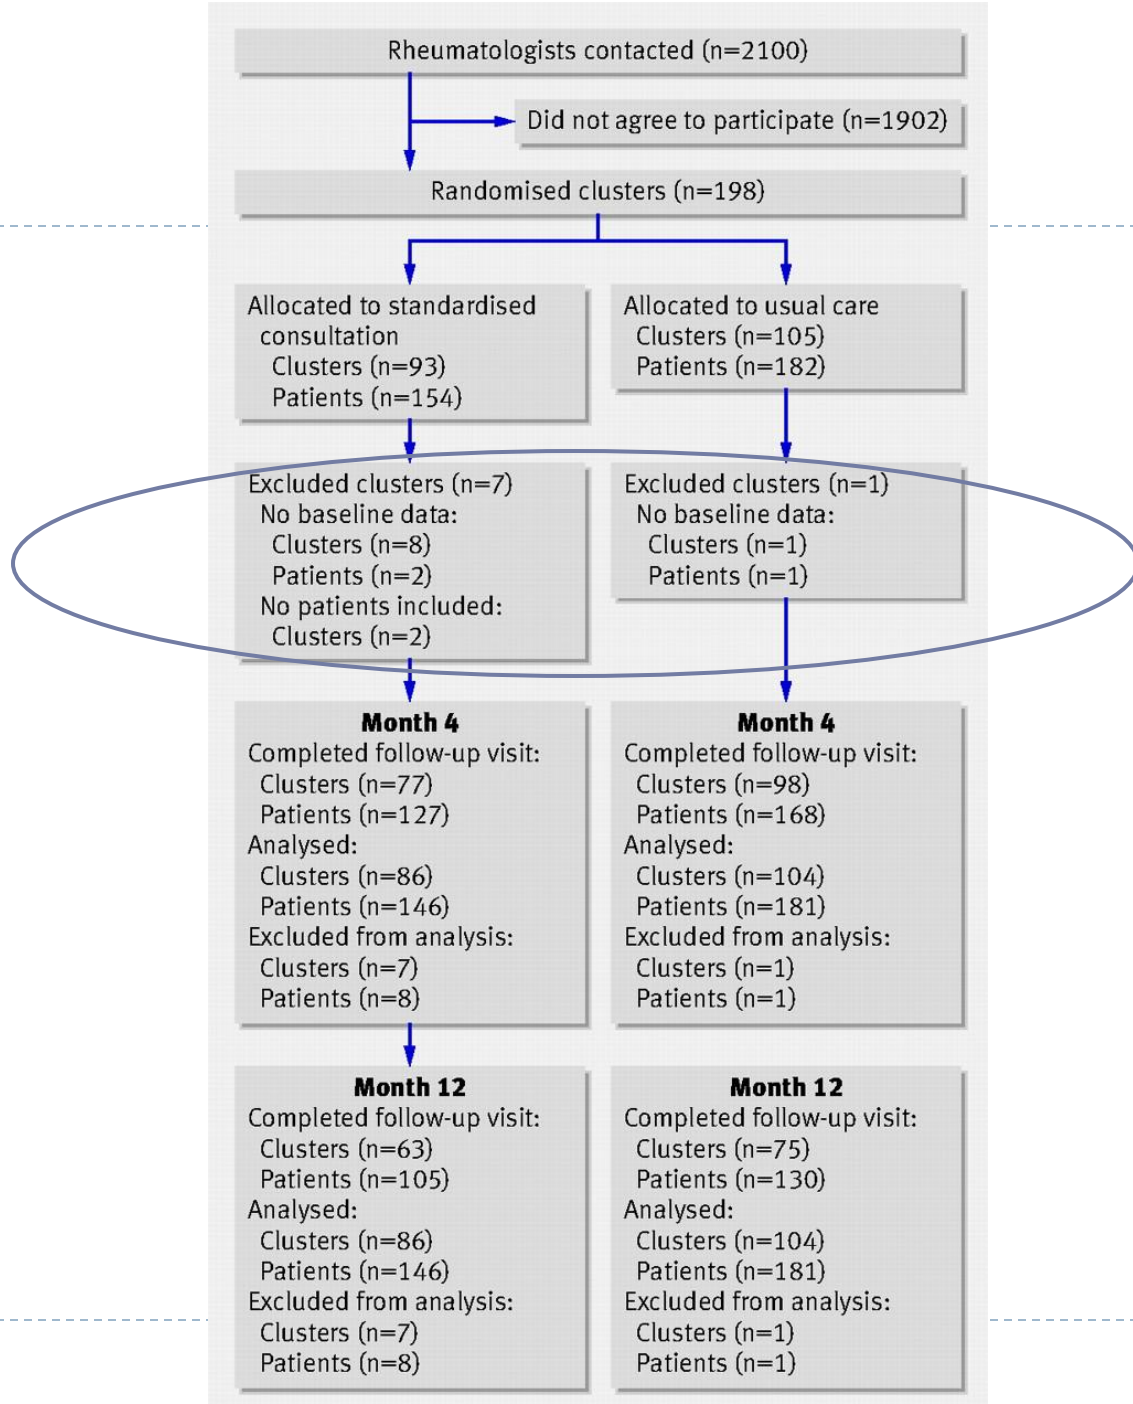 Rheumatologists contacted (n=2100)
Did not agree to participate (n=1902)
Randomised clusters (n=198)
Allocated to standardised
consultation
Clusters (n=93)
Patients (n=154)
Allocated to usual care
Clusters (n=105)
Patients (n=182)
Excluded clusters (n=7)
No baseline data:
Clusters (n=8)
Patients (n=2)
No patients included:
Clusters (n=2)
Excluded clusters (n=1)
No baseline data:
Clusters (n=1)
Patients (n=1)
Month 4
Completed follow-up visit:
Clusters (n=77)
Patients (n=127)
Analysed:
Clusters (n=86)
Patients (n=146)
Excluded from analysis:
Clusters (n=7)
Patients (n=8)
Month 4
Completed follow-up visit:
Clusters (n=98)
Patients (n=168)
Analysed:
Clusters (n=104)
Patients (n=181)
Excluded from analysis:
Clusters (n=1)
Patients (n=1)
Month 12
Completed follow-up visit:
Clusters (n=63)
Patients (n=105)
Analysed:
Clusters (n=86)
Patients (n=146)
Excluded from analysis:
Clusters (n=7)
Patients (n=8)
Month 12
Completed follow-up visit:
Clusters (n=75)
Patients (n=130)
Analysed:
Clusters (n=104)
Patients (n=181)
Excluded from analysis:
Clusters (n=1)
Patients (n=1)